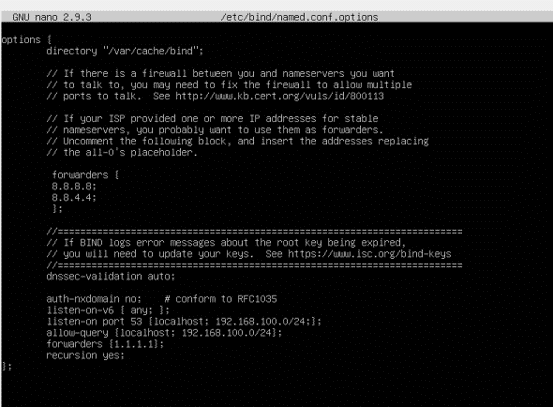 GNU nano 2.9.3 /etc/bind/named.conf.options
options {
directory "/var/cache/bind";
// If there is a firewall between you and nameservers you want
// to talk to, you may need to fix the firewall to allow multiple
// ports to talk. See http://www.kb.cert.org/vuls/id/800113
// If your ISP provided one or more IP addresses for stable
// nameservers, you probably want to use them as forwarders.
// Uncomment the following block, and insert the addresses replacing
// the all-0's placeholder.
forwarders {
8.8.8.8;
8.8.4.4;
};
//========================================================================
// If BIND logs error messages about the root key being expired,
// you will need to update your keys. See https://www.isc.org/bind-keys
//========================================================================
dnssec-validation auto;
auth-nxdomain no; # conform to RFC1035
listen-on-v6 { any; };
listen-on port 53 {localhost; 192.168.100.0/24;};
allow-query {localhost; 192.168.100.0/24};
forwarders {1.1.1.1};
recursion yes;
};